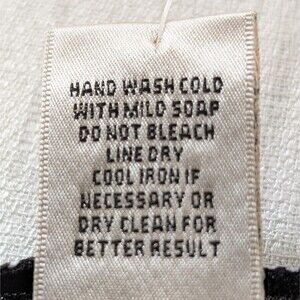 HAND WASH COLD
WITH MILD SOAP
DO NOT BLEACH
LINE DRY
COOL IRON IF
NECESSARY OR
DRY CLEAN FOR
BETTER RESULT